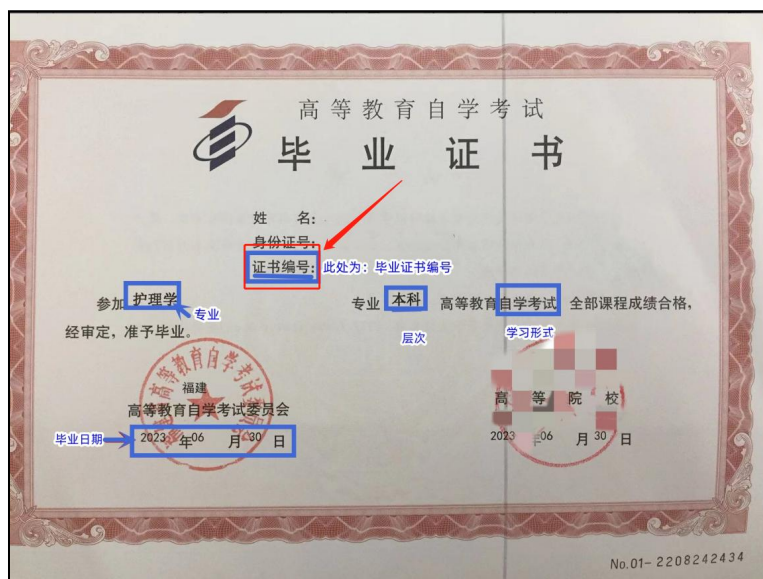 高等教育自学考试
毕业证书
姓 名:
身份证号:
证书编号: 此处为: 毕业证书编号
参加 护理学 专业 本科 高等教育自学考试 全部课程成绩合格,
专业
层次
学习形式
经审定, 准予毕业。
福建
高等教育自学考试委员会
高等院校
毕业日期
2023 年 06 月 30 日
2023 年 06 月 30 日
No.01-2208242434